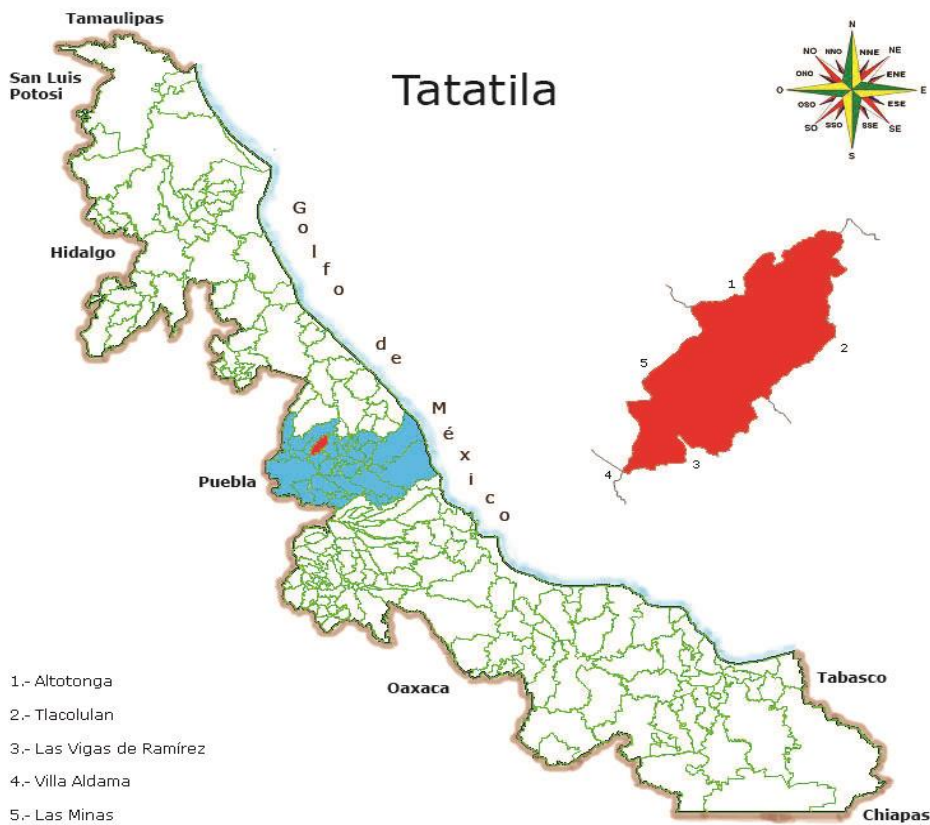 Tamaulipas
San Luis
Potosi
Tatatila
N
NNO
NNE
NO
NE
ONO
ENE
O
E
OSO
ESE
SO
SE
SSO
SSE
S
Hidalgo
Golfo
de
México
Puebla
1
2
5
3
4
Oaxaca
Tabasco
Chiapas
1.- Altotonga
2.- Tlacolulan
3.- Las Vigas de Ramírez
4.- Villa Aldama
5.- Las Minas